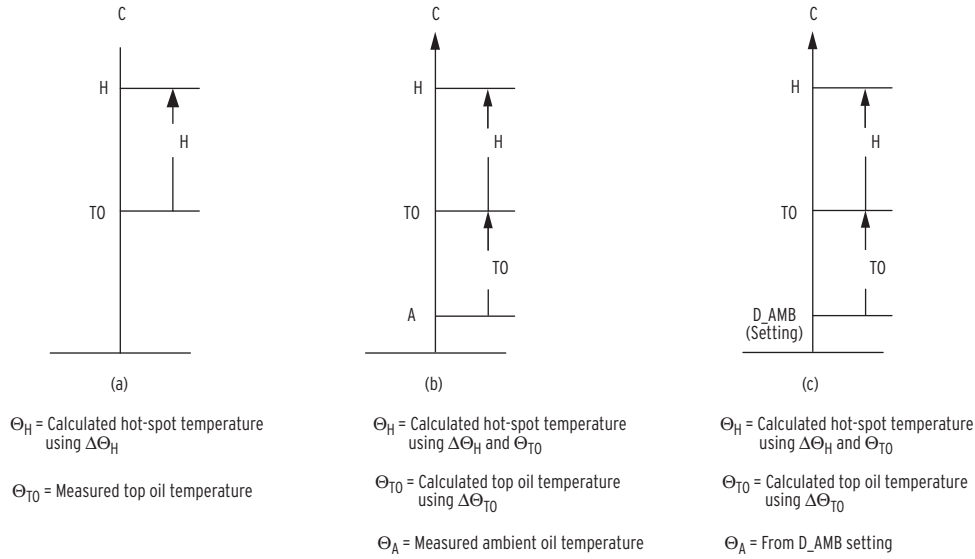 C
H
H
TO
(a)
Θ_H = Calculated hot-spot temperature
using ΔΘ_H
Θ_TO = Measured top oil temperature
C
H
H
TO
TO
A
(b)
Θ_H = Calculated hot-spot temperature
using ΔΘ_H and Θ_TO
Θ_TO = Calculated top oil temperature
using ΔΘ_TO
Θ_A = Measured ambient oil temperature
C
H
H
TO
TO
D_AMB
(Setting)
(c)
Θ_H = Calculated hot-spot temperature
using ΔΘ_H and Θ_TO
Θ_TO = Calculated top oil temperature
using ΔΘ_TO
Θ_A = From D_AMB setting